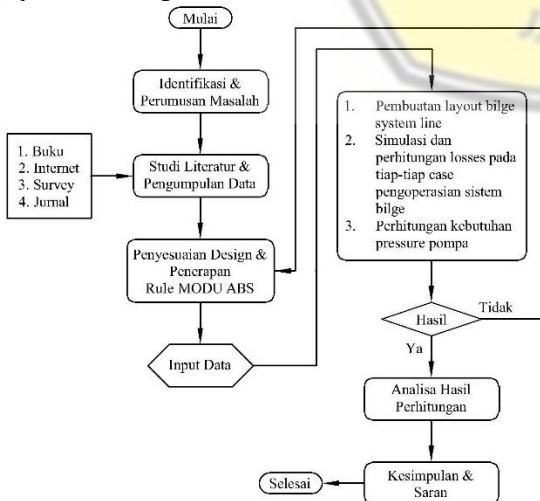 Mulai
Identifikasi &
Perumusan Masalah
1. Buku
2. Internet
3. Survey
4. Jurnal
Studi Literatur &
Pengumpulan Data
Penyesuaian Design &
Penerapan
Rule MODU ABS
Input Data
1. Pembuatan layout bilge
system line
2. Simulasi dan
perhitungan losses pada
tiap-tiap case
pengoperasian sistem
bilge
3. Perhitungan kebutuhan
pressure pompa
Hasil
Tidak
Ya
Analisa Hasil
Perhitungan
Kesimpulan &
Saran
Selesai